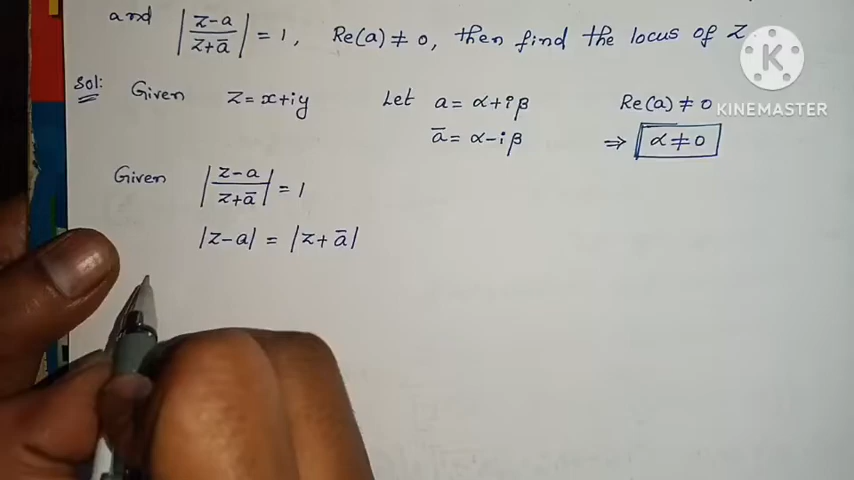 and |z-a/z+ā| = 1, Re(a) ≠ 0, then find the locus of z
Sol: Given z = x+iy Let a = α+iβ Re(a) ≠ 0
ā = α-iβ ⇒ α≠0
Given |z-a/z+ā| = 1
|z-a| = |z+ā|
K
KINEMASTER